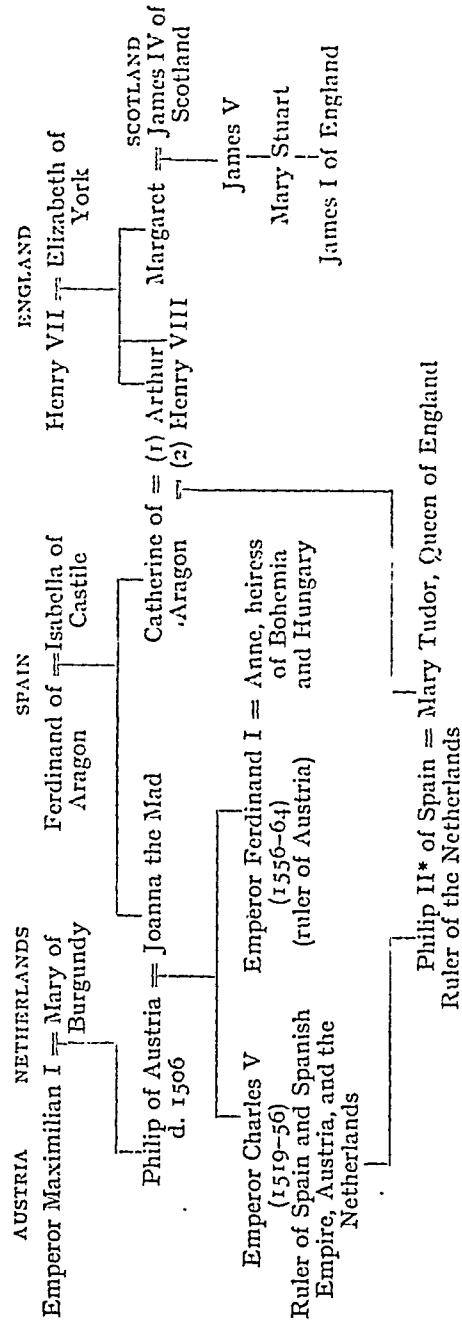 AUSTRIA NETHERLANDS SPAIN ENGLAND
Emperor Maximilian I = Mary of
Burgundy
Ferdinand of = Isabella of
Aragon Castile
Henry VII = Elizabeth of
York
SCOTLAND
Philip of Austria = Joanna the Mad
d. 1506
Catherine of = (1) Arthur
Aragon = (2) Henry VIII
Margaret = James IV of
Scotland
James V
Mary Stuart
James I of England
Emperor Charles V
(1519–56)
Ruler of Spain and Spanish
Empire, Austria, and the
Netherlands
Emperor Ferdinand I = Anne, heiress
(1556–64) of Bohemia
(ruler of Austria) and Hungary
Philip II* of Spain = Mary Tudor, Queen of England
Ruler of the Netherlands